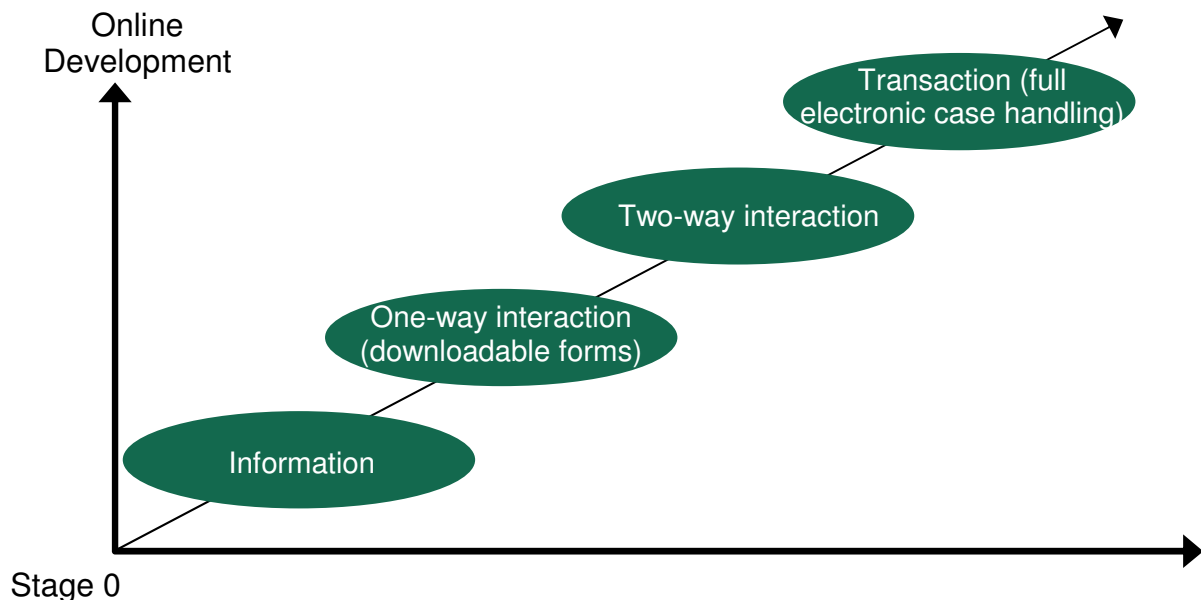 Online
Development
Transaction (full
electronic case handling)
Two-way interaction
One-way interaction
(downloadable forms)
Information
Stage 0